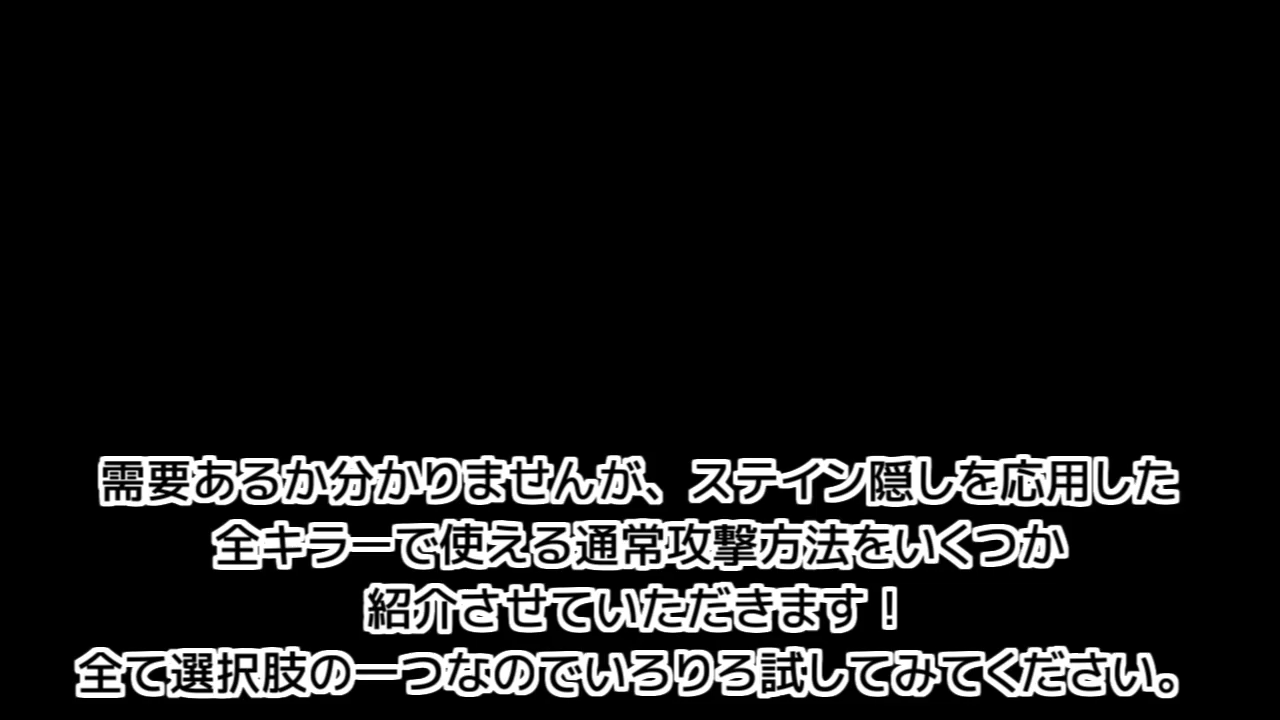 需要あるか分かりませんが、ステイン隠しを応用した
全キラーで使える通常攻撃方法をいくつか
紹介させていただきます！
全て選択肢の一つなのでいろりろ試してみてください。